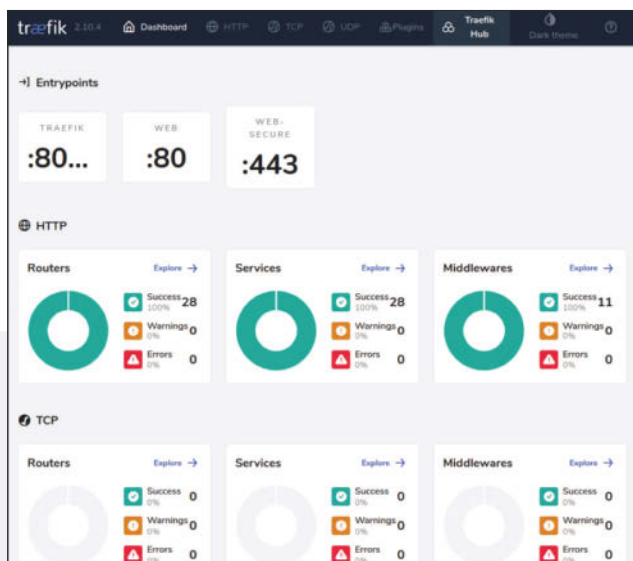 træfik 2.10.4 Dashboard HTTP TCP UDP Plugins Traefik Hub Dark theme
Entrypoints
TRAEFIK
:80...
WEB
:80
WEB-
SECURE
:443
HTTP
Routers Explore →
Success 28
100%
Warnings 0
0%
Errors 0
0%
Services Explore →
Success 28
100%
Warnings 0
0%
Errors 0
0%
Middlewares Explore →
Success 11
100%
Warnings 0
0%
Errors 0
0%
TCP
Routers Explore →
Success 0
0%
Warnings 0
0%
Errors 0
0%
Services Explore →
Success 0
0%
Warnings 0
0%
Errors 0
0%
Middlewares Explore →
Success 0
0%
Warnings 0
0%
Errors 0
0%